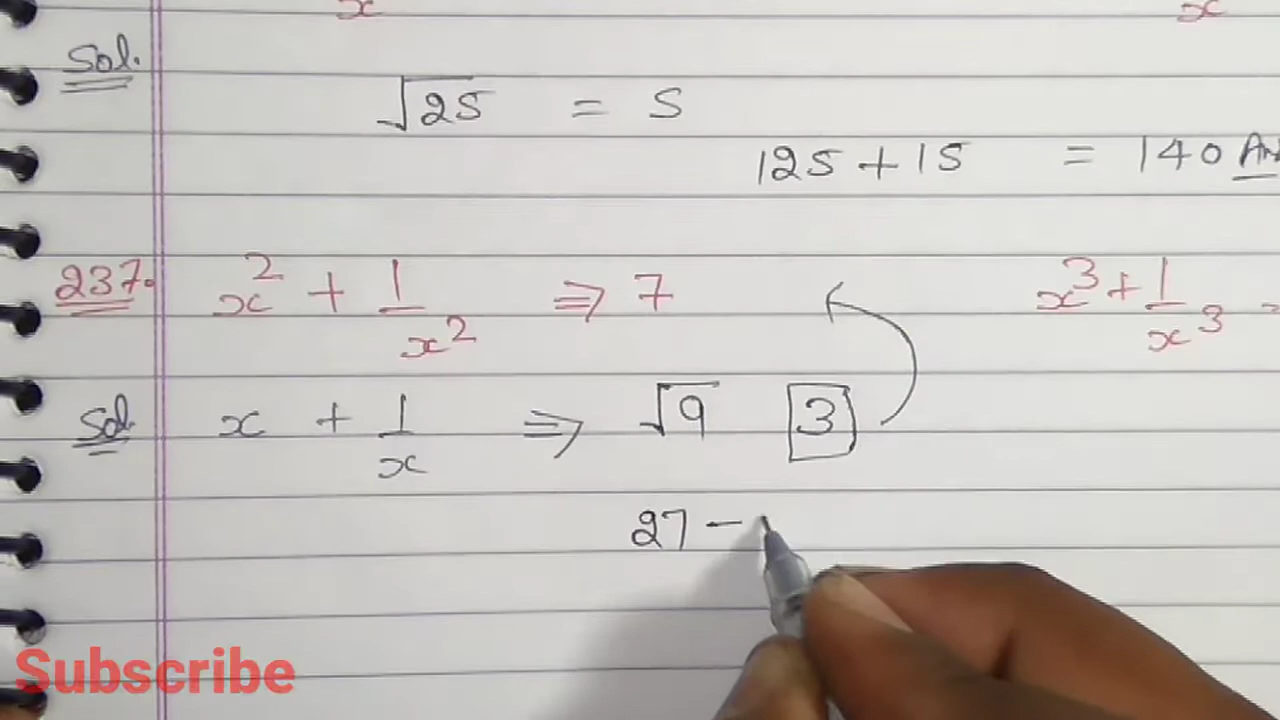 x x
Sol.
√25 = 5
125 + 15 = 140 Ans
237. x² + 1/x² ⇒ 7 x³ + 1/x³ =
Sol. x + 1/x ⇒ √9 3
27 -
Subscribe